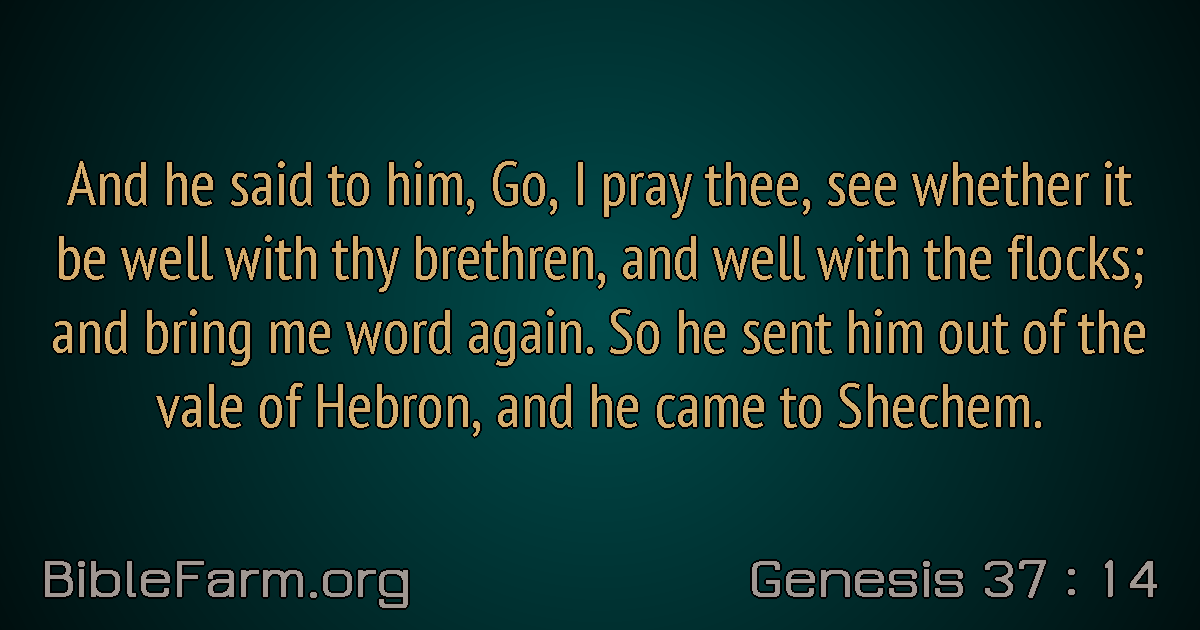 And he said to him, Go, I pray thee, see whether it
be well with thy brethren, and well with the flocks;
and bring me word again. So he sent him out of the
vale of Hebron, and he came to Shechem.
BibleFarm.org
Genesis 37 : 14